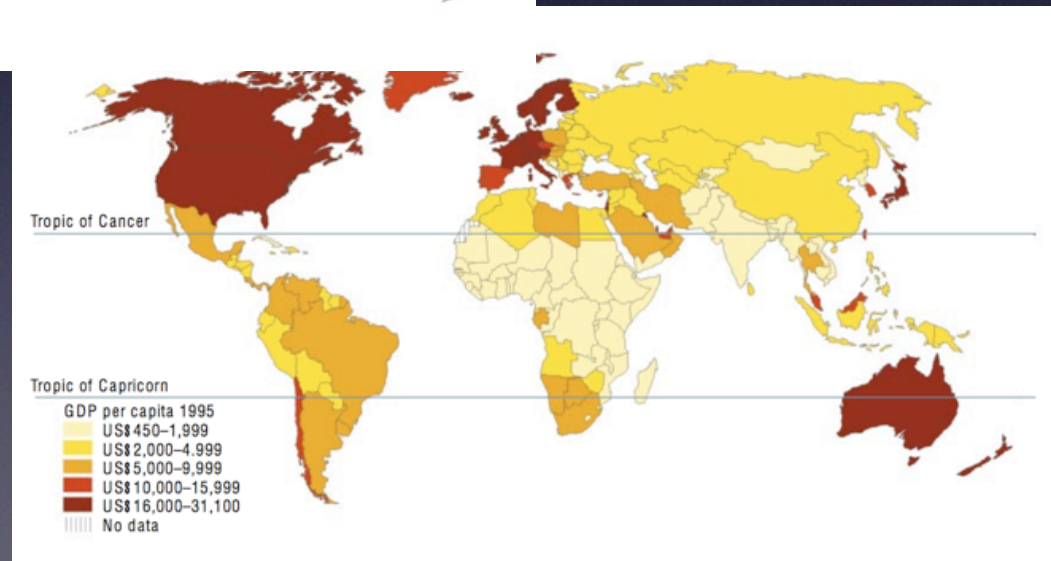 Tropic of Cancer
Tropic of Capricorn
GDP per capita 1995
US$ 450–1,999
US$ 2,000–4.999
US$ 5,000–9,999
US$ 10,000–15,999
US$ 16,000–31,100
No data